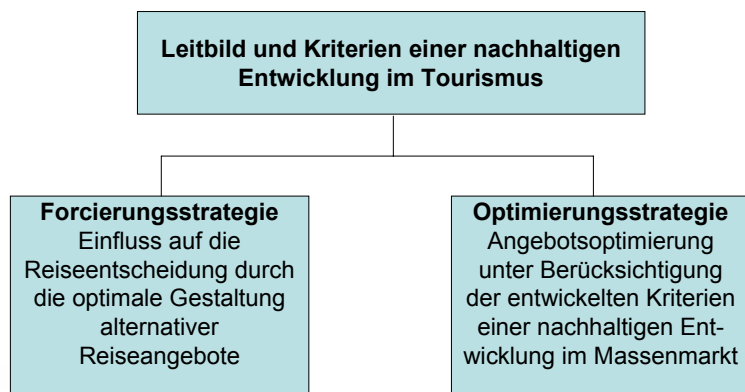 Leitbild und Kriterien einer nachhaltigen
Entwicklung im Tourismus
Forcierungsstrategie
Einfluss auf die
Reiseentscheidung durch
die optimale Gestaltung
alternativer
Reiseangebote
Optimierungsstrategie
Angebotsoptimierung
unter Berücksichtigung
der entwickelten Kriterien
einer nachhaltigen Ent-
wicklung im Massenmarkt